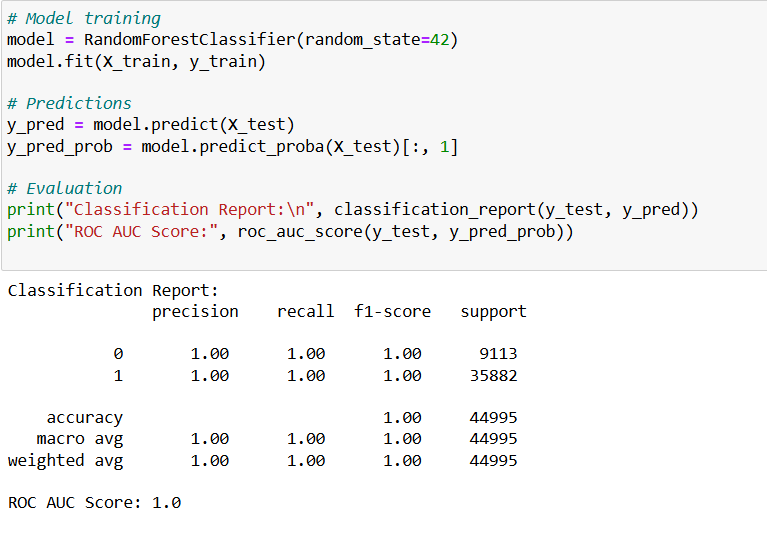 # Model training
model = RandomForestClassifier(random_state=42)
model.fit(X_train, y_train)
# Predictions
y_pred = model.predict(X_test)
y_pred_prob = model.predict_proba(X_test)[:, 1]
# Evaluation
print("Classification Report:\n", classification_report(y_test, y_pred))
print("ROC AUC Score:", roc_auc_score(y_test, y_pred_prob))
Classification Report:
precision recall f1-score support
0 1.00 1.00 1.00 9113
1 1.00 1.00 1.00 35882
accuracy 1.00 44995
macro avg 1.00 1.00 1.00 44995
weighted avg 1.00 1.00 1.00 44995
ROC AUC Score: 1.0